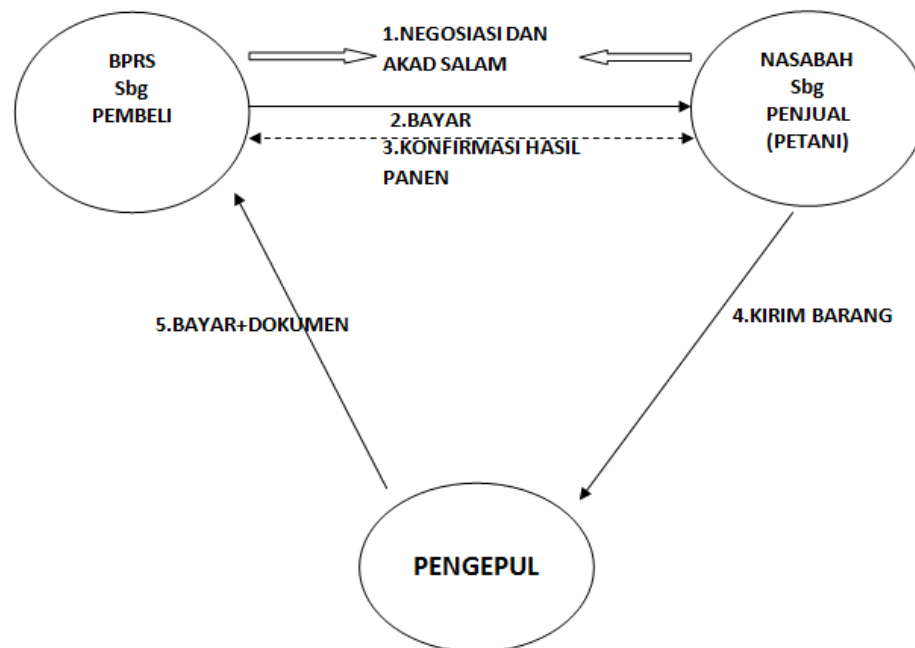 1.NEGOSIASI DAN
AKAD SALAM
BPRS
Sbg
PEMBELI
NASABAH
Sbg
PENJUAL
(PETANI)
2.BAYAR
3.KONFIRMASI HASIL
PANEN
5.BAYAR+DOKUMEN
4.KIRIM BARANG
PENGEPUL